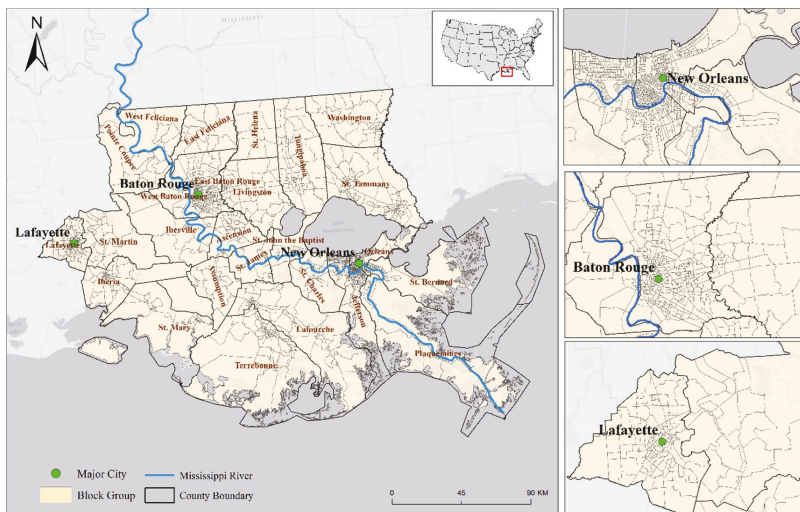 N
MISSISSIPPI
West Feliciana
East Feliciana
St. Helena
Tangipahoa
Washington
Pointe Coupee
Baton Rouge
East Baton Rouge
West Baton Rouge
Livingston
St. Tammany
Lafayette
Lafayette
St. Martin
Iberville
Ascension
St. John the Baptist
New Orleans
Orleans
St. James
Iberia
Assumption
St. Charles
Jefferson
St. Bernard
St. Mary
Lafourche
Terrebonne
Plaquemines
Major City
Mississippi River
Block Group
County Boundary
0 45 90 KM
New Orleans
Baton Rouge
Lafayette